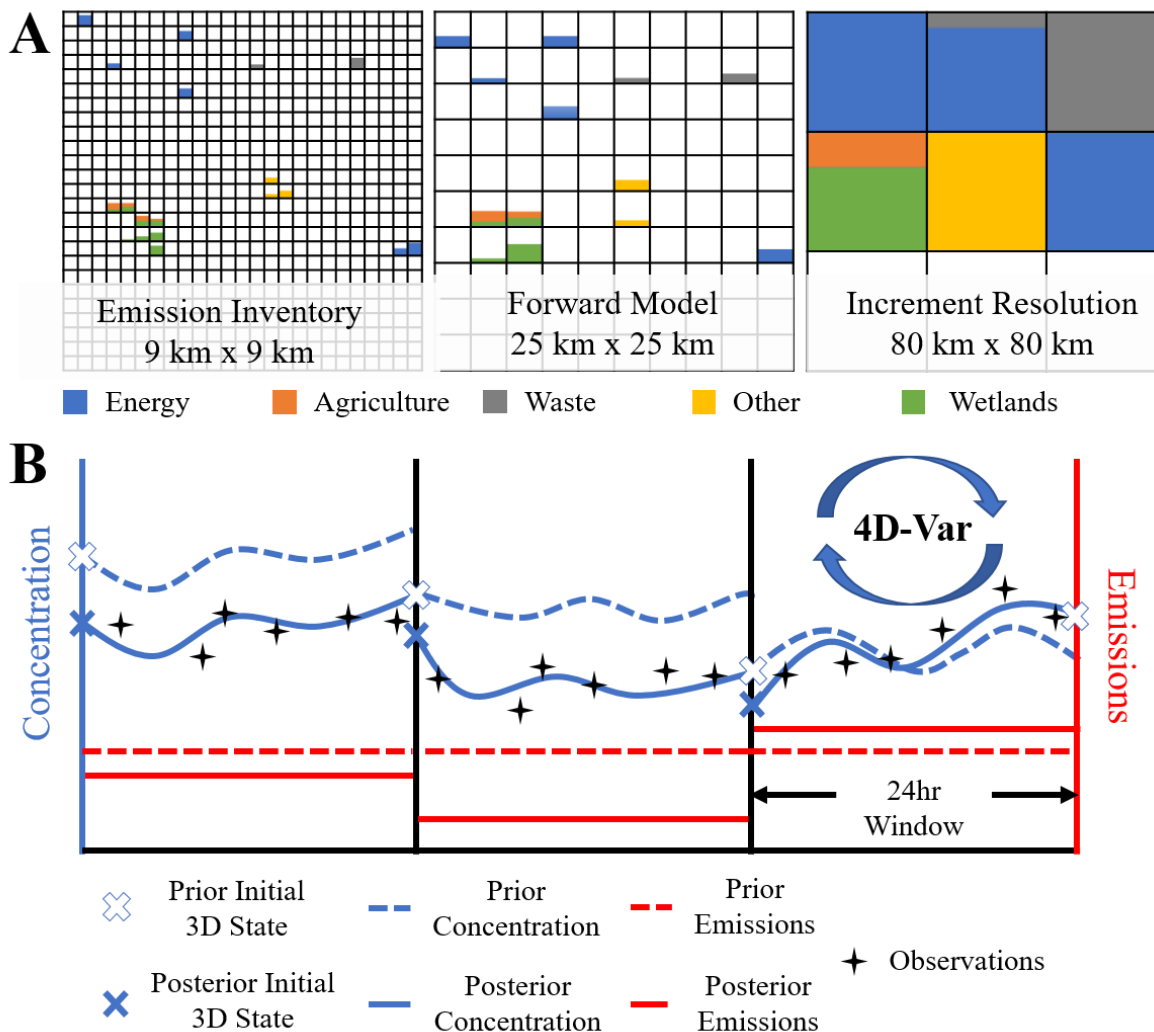 A
Emission Inventory
9 km x 9 km
Forward Model
25 km x 25 km
Increment Resolution
80 km x 80 km
Energy
Agriculture
Waste
Other
Wetlands
B
Concentration
4D-Var
Emissions
24hr
Window
Prior Initial
3D State
Prior
Concentration
Prior
Emissions
Observations
Posterior Initial
3D State
Posterior
Concentration
Posterior
Emissions